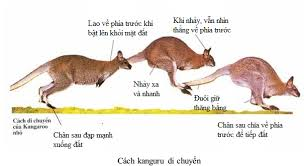 Lao về phía trước khi
bật lên khỏi mặt đất
Khi nhảy, vẫn nhìn
thẳng về phía trước
Nhảy xa
và nhanh
Đuôi giữ
thăng bằng
Cách di chuyển
của Kangaroo
nhỏ
Chân sau đạp mạnh
xuống đất
Chân sau chĩa về phía
trước để tiếp đất
Cách kanguru di chuyển